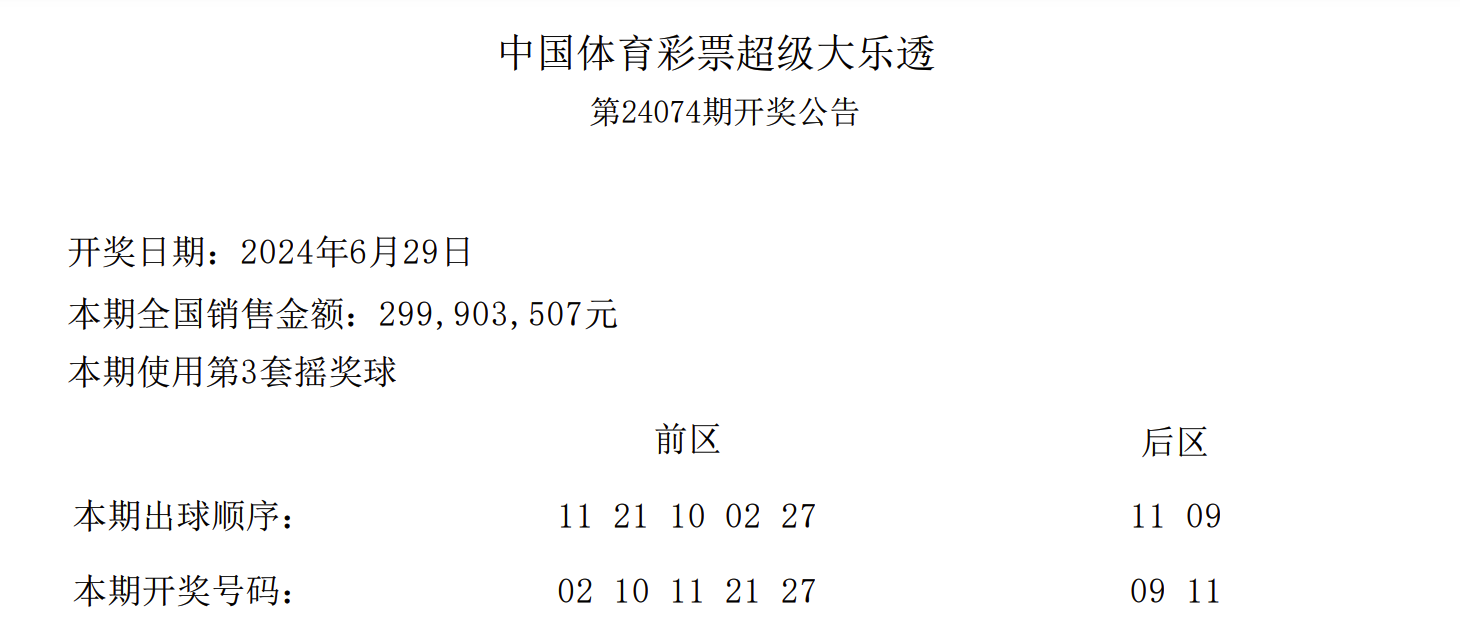 中国体育彩票超级大乐透
第24074期开奖公告
开奖日期：2024年6月29日
本期全国销售金额：299,903,507元
本期使用第3套摇奖球
前区 后区
本期出球顺序： 11 21 10 02 27 11 09
本期开奖号码： 02 10 11 21 27 09 11